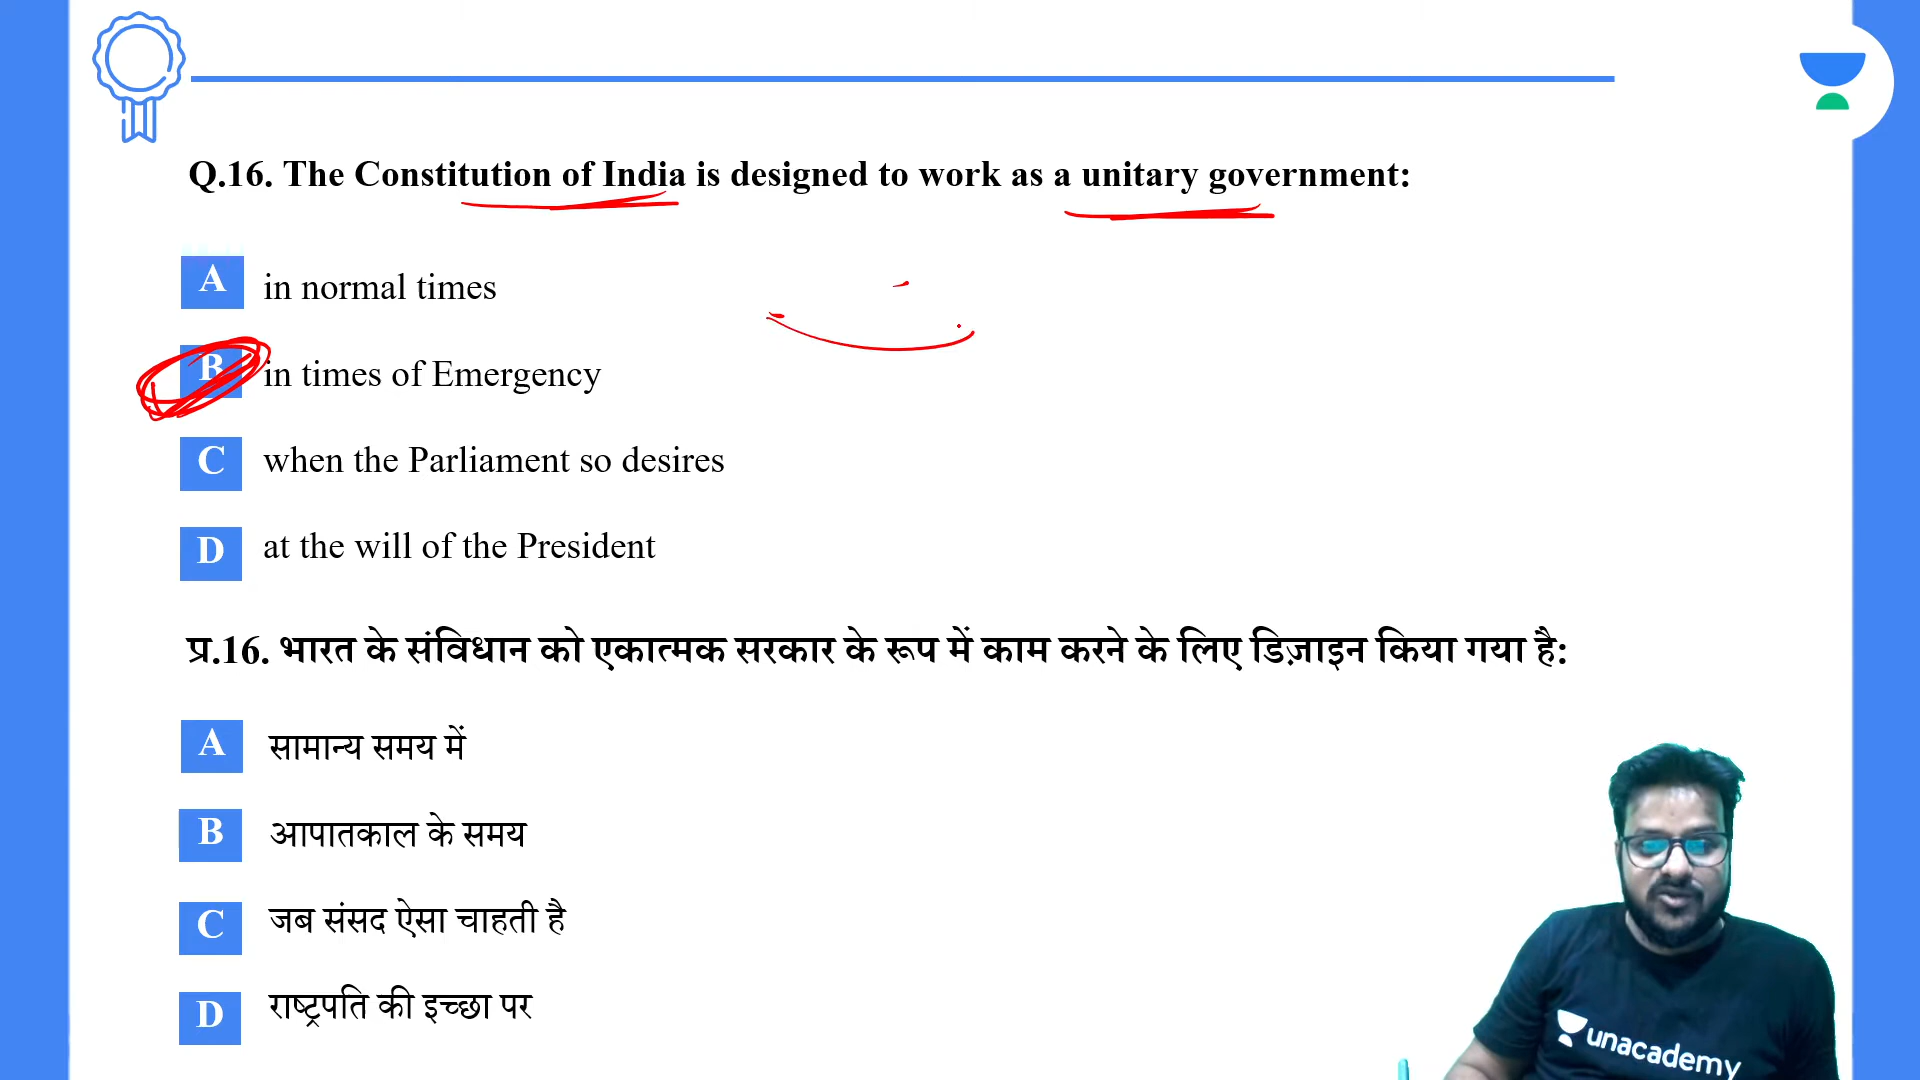 Q.16. The Constitution of India is designed to work as a unitary government:
A in normal times
B in times of Emergency
C when the Parliament so desires
D at the will of the President
प्र.16. भारत के संविधान को एकात्मक सरकार के रूप में काम करने के लिए डिज़ाइन किया गया है:
A सामान्य समय में
B आपातकाल के समय
C जब संसद ऐसा चाहती है
D राष्ट्रपति की इच्छा पर
unacademy